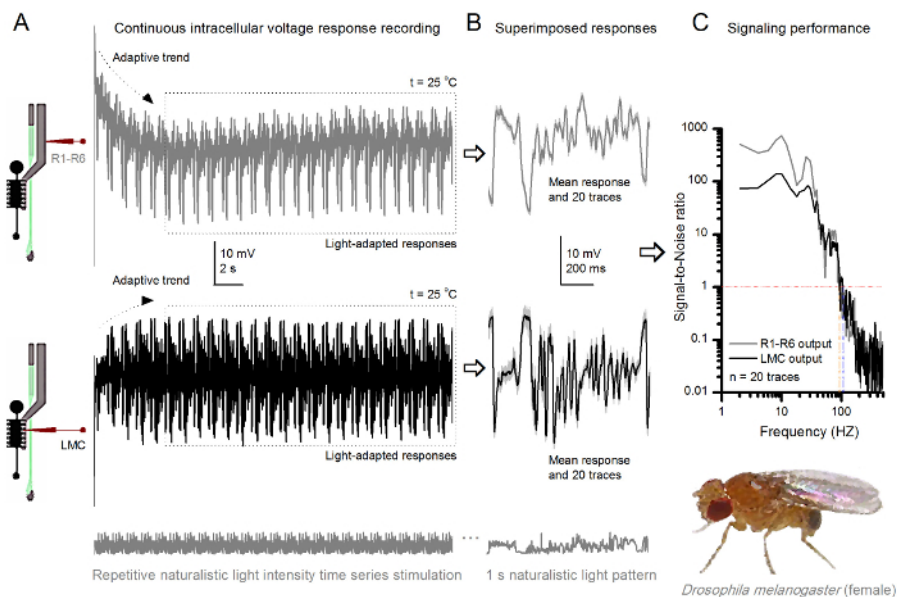 A
Continuous intracellular voltage response recording
B
Superimposed responses
C
Signaling performance
Adaptive trend
t = 25 °C
R1-R6
Light-adapted responses
10 mV
2 s
Mean response
and 20 traces
10 mV
200 ms
Adaptive trend
t = 25 °C
LMC
Light-adapted responses
Mean response
and 20 traces
Signal-to-Noise ratio
1000
100
10
1
0.1
0.01
R1-R6 output
LMC output
n = 20 traces
1
10
100
Frequency (HZ)
Repetitive naturalistic light intensity time series stimulation
1 s naturalistic light pattern
Drosophila melanogaster (female)